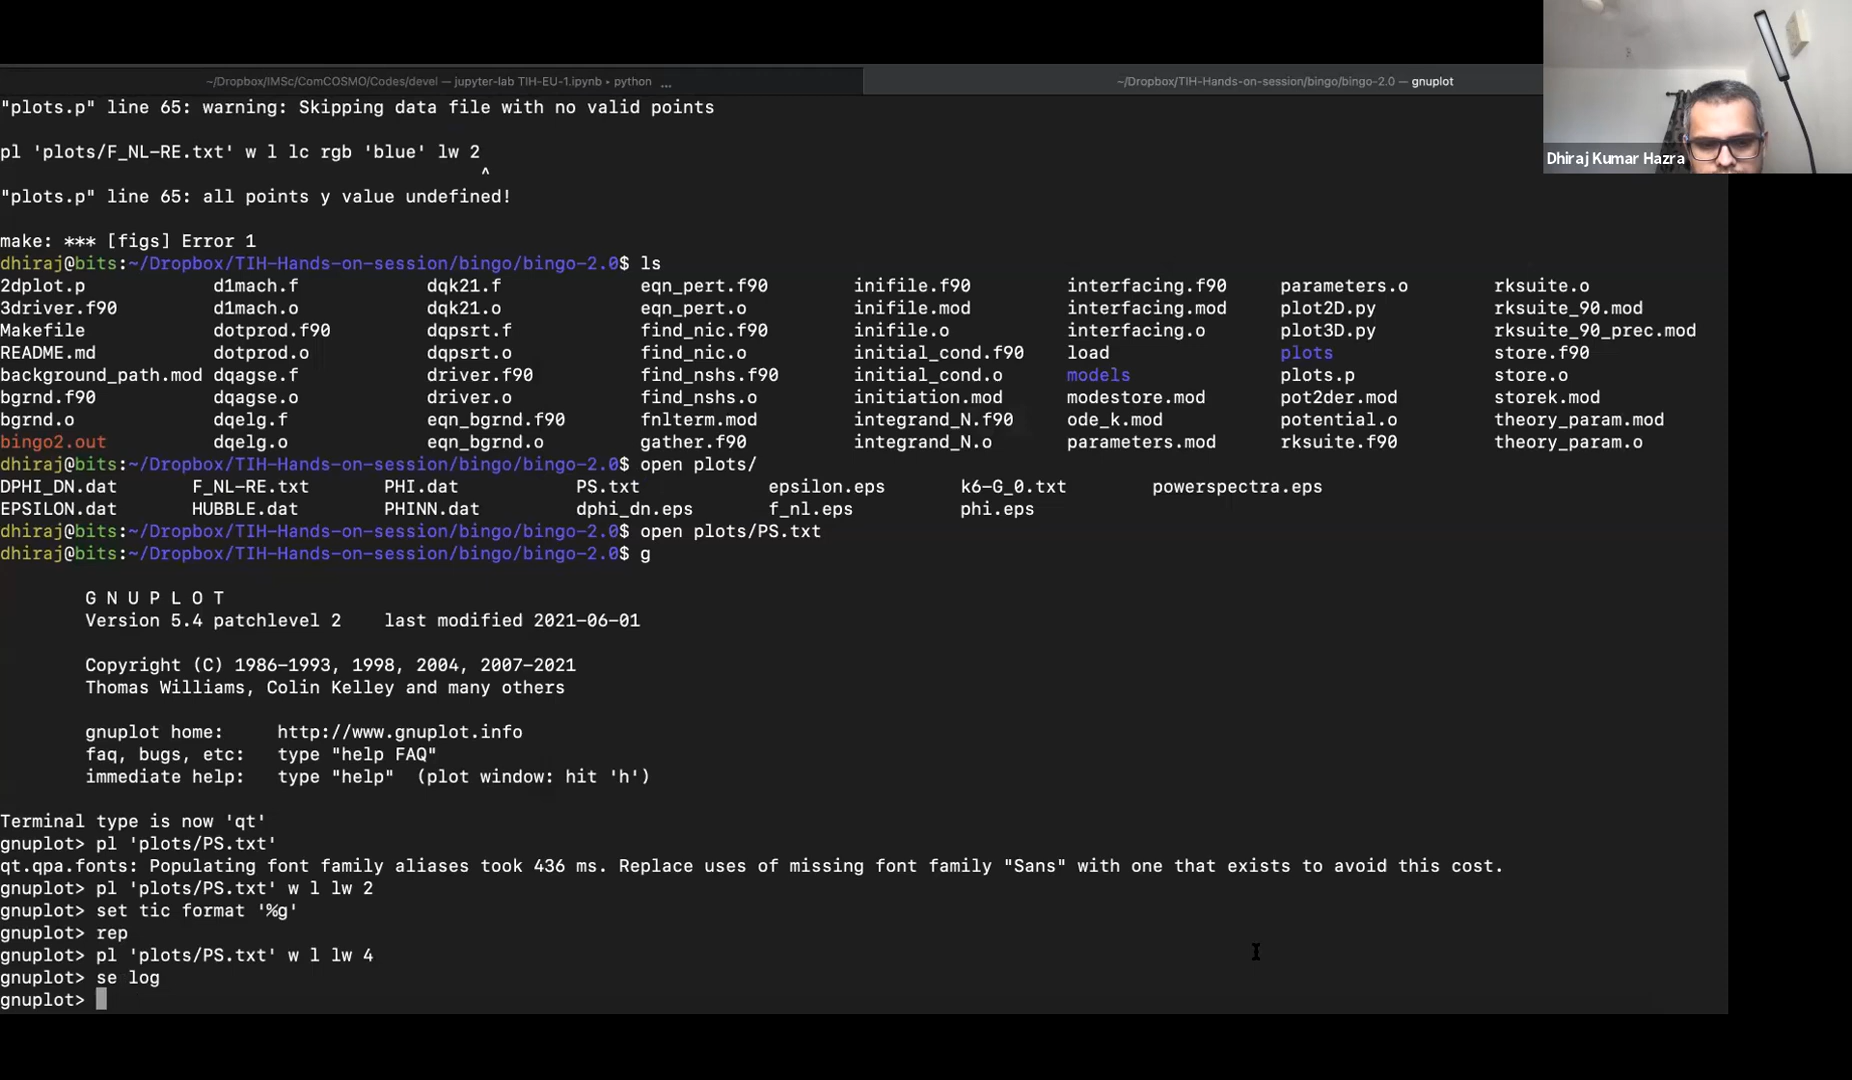 ~/Dropbox/IMSc/ComCOSMO/Codes/devel — jupyter-lab TIH-EU-1.ipynb ▸ python ...
~/Dropbox/TIH-Hands-on-session/bingo/bingo-2.0 — gnuplot
Dhiraj Kumar Hazra
"plots.p" line 65: warning: Skipping data file with no valid points
pl 'plots/F_NL-RE.txt' w l lc rgb 'blue' lw 2
^
"plots.p" line 65: all points y value undefined!
make: *** [figs] Error 1
dhiraj@bits:~/Dropbox/TIH-Hands-on-session/bingo/bingo-2.0$ ls
2dplot.p d1mach.f dqk21.f eqn_pert.f90 inifile.f90 interfacing.f90 parameters.o rksuite.o
3driver.f90 d1mach.o dqk21.o eqn_pert.o inifile.mod interfacing.mod plot2D.py rksuite_90.mod
Makefile dotprod.f90 dqpsrt.f find_nic.f90 inifile.o interfacing.o plot3D.py rksuite_90_prec.mod
README.md dotprod.o dqpsrt.o find_nic.o initial_cond.f90 load plots store.f90
background_path.mod dqagse.f driver.f90 find_nshs.f90 initial_cond.o models plots.p store.o
bgrnd.f90 dqagse.o driver.o find_nshs.o initiation.mod modestore.mod pot2der.mod storek.mod
bgrnd.o dqelg.f eqn_bgrnd.f90 fnlterm.mod integrand_N.f90 ode_k.mod potential.o theory_param.mod
bingo2.out dqelg.o eqn_bgrnd.o gather.f90 integrand_N.o parameters.mod rksuite.f90 theory_param.o
dhiraj@bits:~/Dropbox/TIH-Hands-on-session/bingo/bingo-2.0$ open plots/
DPHI_DN.dat F_NL-RE.txt PHI.dat PS.txt epsilon.eps k6-G_0.txt powerspectra.eps
EPSILON.dat HUBBLE.dat PHINN.dat dphi_dn.eps f_nl.eps phi.eps
dhiraj@bits:~/Dropbox/TIH-Hands-on-session/bingo/bingo-2.0$ open plots/PS.txt
dhiraj@bits:~/Dropbox/TIH-Hands-on-session/bingo/bingo-2.0$ g
G N U P L O T
Version 5.4 patchlevel 2 last modified 2021-06-01
Copyright (C) 1986-1993, 1998, 2004, 2007-2021
Thomas Williams, Colin Kelley and many others
gnuplot home: http://www.gnuplot.info
faq, bugs, etc: type "help FAQ"
immediate help: type "help" (plot window: hit 'h')
Terminal type is now 'qt'
gnuplot> pl 'plots/PS.txt'
qt.qpa.fonts: Populating font family aliases took 436 ms. Replace uses of missing font family "Sans" with one that exists to avoid this cost.
gnuplot> pl 'plots/PS.txt' w l lw 2
gnuplot> set tic format '%g'
gnuplot> rep
gnuplot> pl 'plots/PS.txt' w l lw 4
gnuplot> se log
gnuplot>